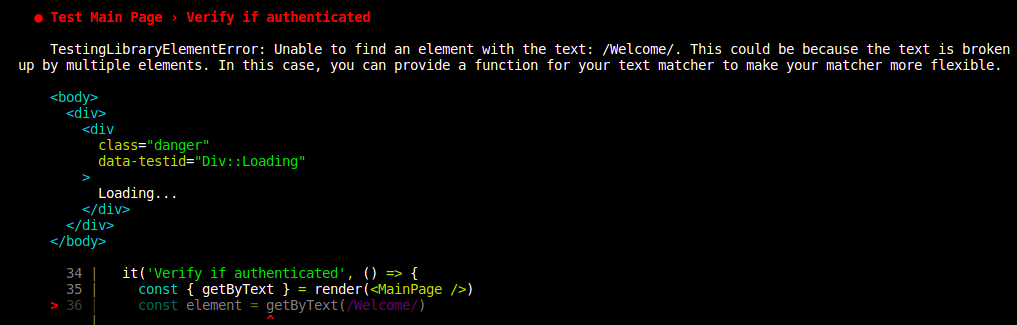 ● Test Main Page › Verify if authenticated
TestingLibraryElementError: Unable to find an element with the text: /Welcome/. This could be because the text is broken
up by multiple elements. In this case, you can provide a function for your text matcher to make your matcher more flexible.
<body>
<div>
<div
class="danger"
data-testid="Div::Loading"
>
Loading...
</div>
</div>
</body>
34 | it('Verify if authenticated', () => {
35 | const { getByText } = render(<MainPage />)
> 36 | const element = getByText(/Welcome/)
| ^